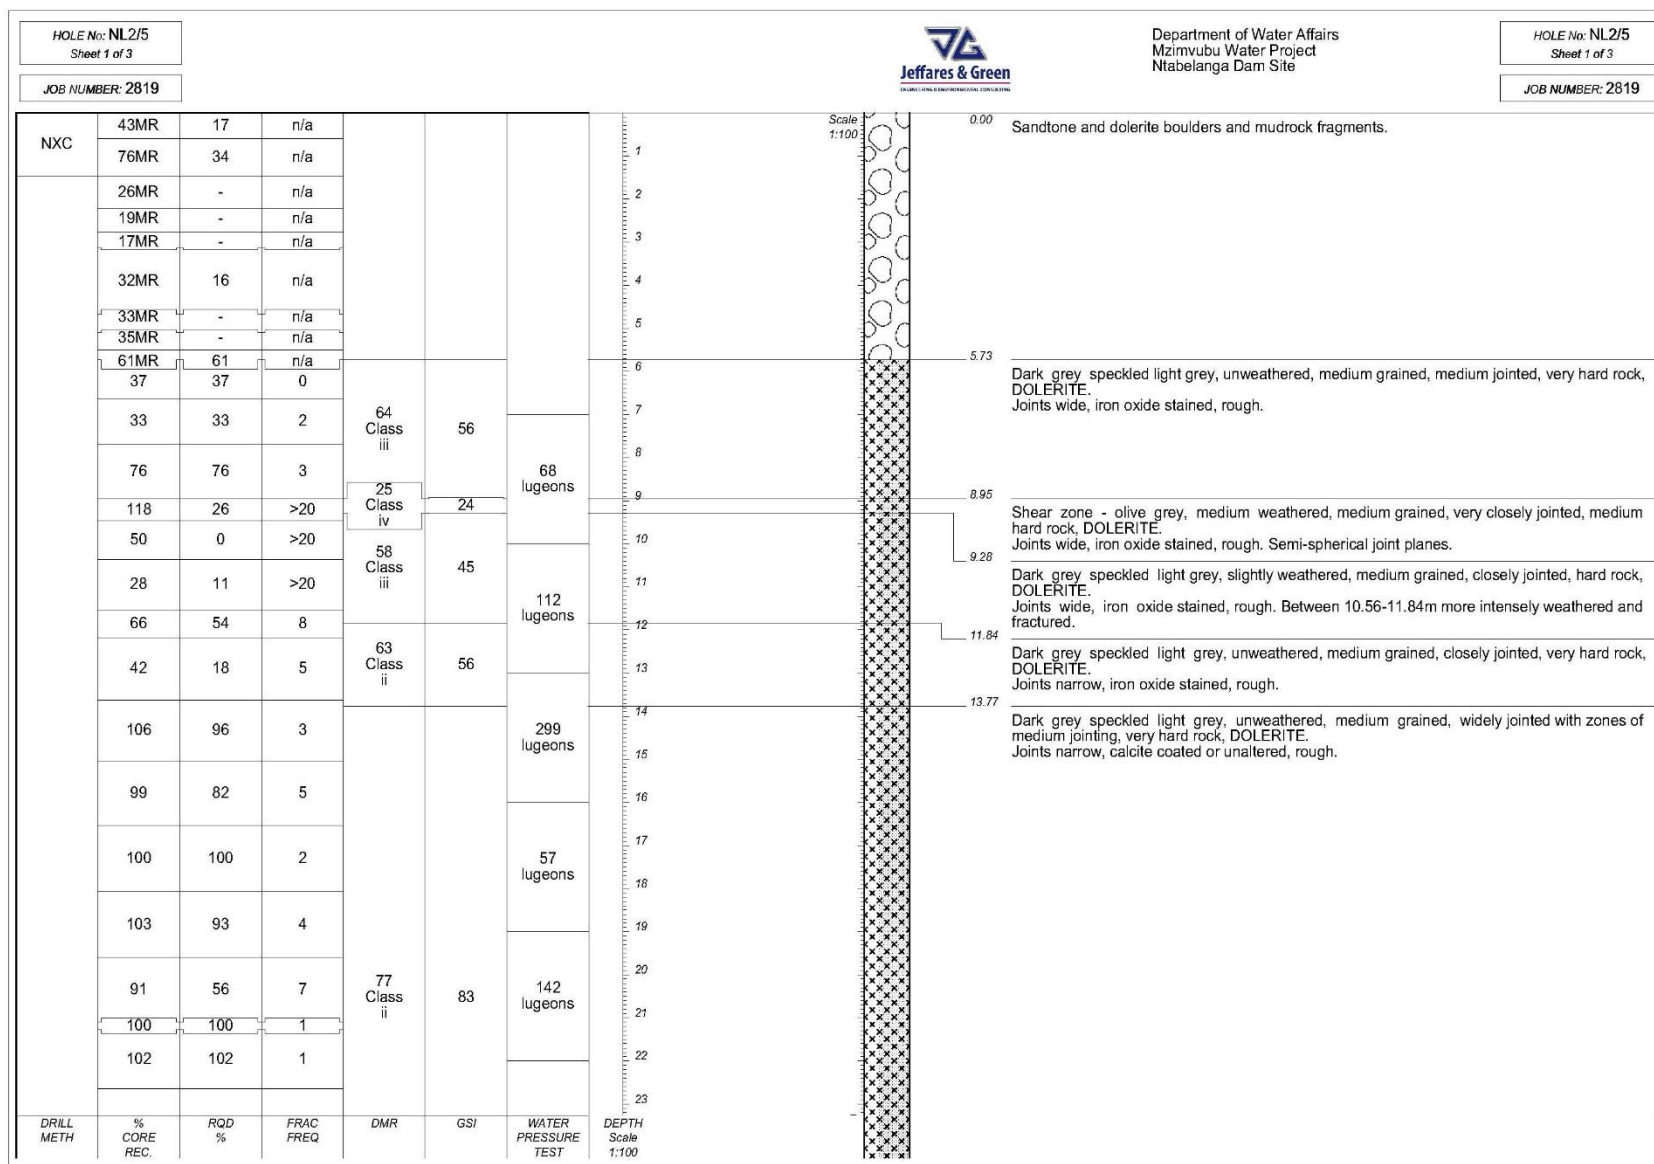 HOLE No: NL2/5
Sheet 1 of 3
JOB NUMBER: 2819
Jeffares & Green
ENGINEERING & ENVIRONMENTAL CONSULTING
Department of Water Affairs
Mzimvubu Water Project
Ntabelanga Dam Site
HOLE No: NL2/5
Sheet 1 of 3
JOB NUMBER: 2819
NXC
43MR 17 n/a
76MR 34 n/a
26MR - n/a
19MR - n/a
17MR - n/a
32MR 16 n/a
33MR - n/a
35MR - n/a
61MR 61 n/a
37 37 0
33 33 2
76 76 3
118 26 >20
50 0 >20
28 11 >20
66 54 8
42 18 5
106 96 3
99 82 5
100 100 2
103 93 4
91 56 7
100 100 1
102 102 1
64
Class
iii
25
Class
iv
58
Class
iii
63
Class
ii
77
Class
ii
56
24
45
56
83
68
lugeons
112
lugeons
299
lugeons
57
lugeons
142
lugeons
1
2
3
4
5
6
7
8
9
10
11
12
13
14
15
16
17
18
19
20
21
22
23
Scale
1:100
0.00
Sandtone and dolerite boulders and mudrock fragments.
5.73
Dark grey speckled light grey, unweathered, medium grained, medium jointed, very hard rock,
DOLERITE.
Joints wide, iron oxide stained, rough.
8.95
Shear zone - olive grey, medium weathered, medium grained, very closely jointed, medium
hard rock, DOLERITE.
Joints wide, iron oxide stained, rough. Semi-spherical joint planes.
9.28
Dark grey speckled light grey, slightly weathered, medium grained, closely jointed, hard rock,
DOLERITE.
Joints wide, iron oxide stained, rough. Between 10.56-11.84m more intensely weathered and
fractured.
11.84
Dark grey speckled light grey, unweathered, medium grained, closely jointed, very hard rock,
DOLERITE.
Joints narrow, iron oxide stained, rough.
13.77
Dark grey speckled light grey, unweathered, medium grained, widely jointed with zones of
medium jointing, very hard rock, DOLERITE.
Joints narrow, calcite coated or unaltered, rough.
DRILL
METH
%
CORE
REC.
RQD
%
FRAC
FREQ
DMR
GSI
WATER
PRESSURE
TEST
DEPTH
Scale
1:100